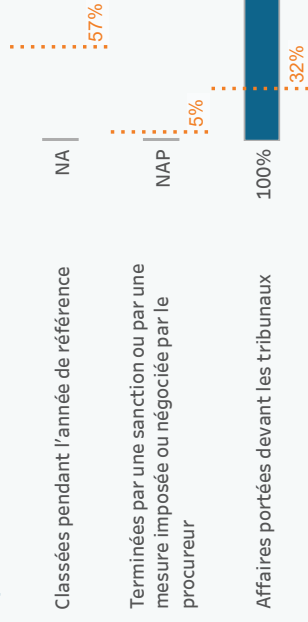 57%
NA
Classées pendant l'année de référence
5%
NAP
Terminées par une sanction ou par une
mesure imposée ou négociée par le
procureur
32%
100%
Affaires portées devant les tribunaux